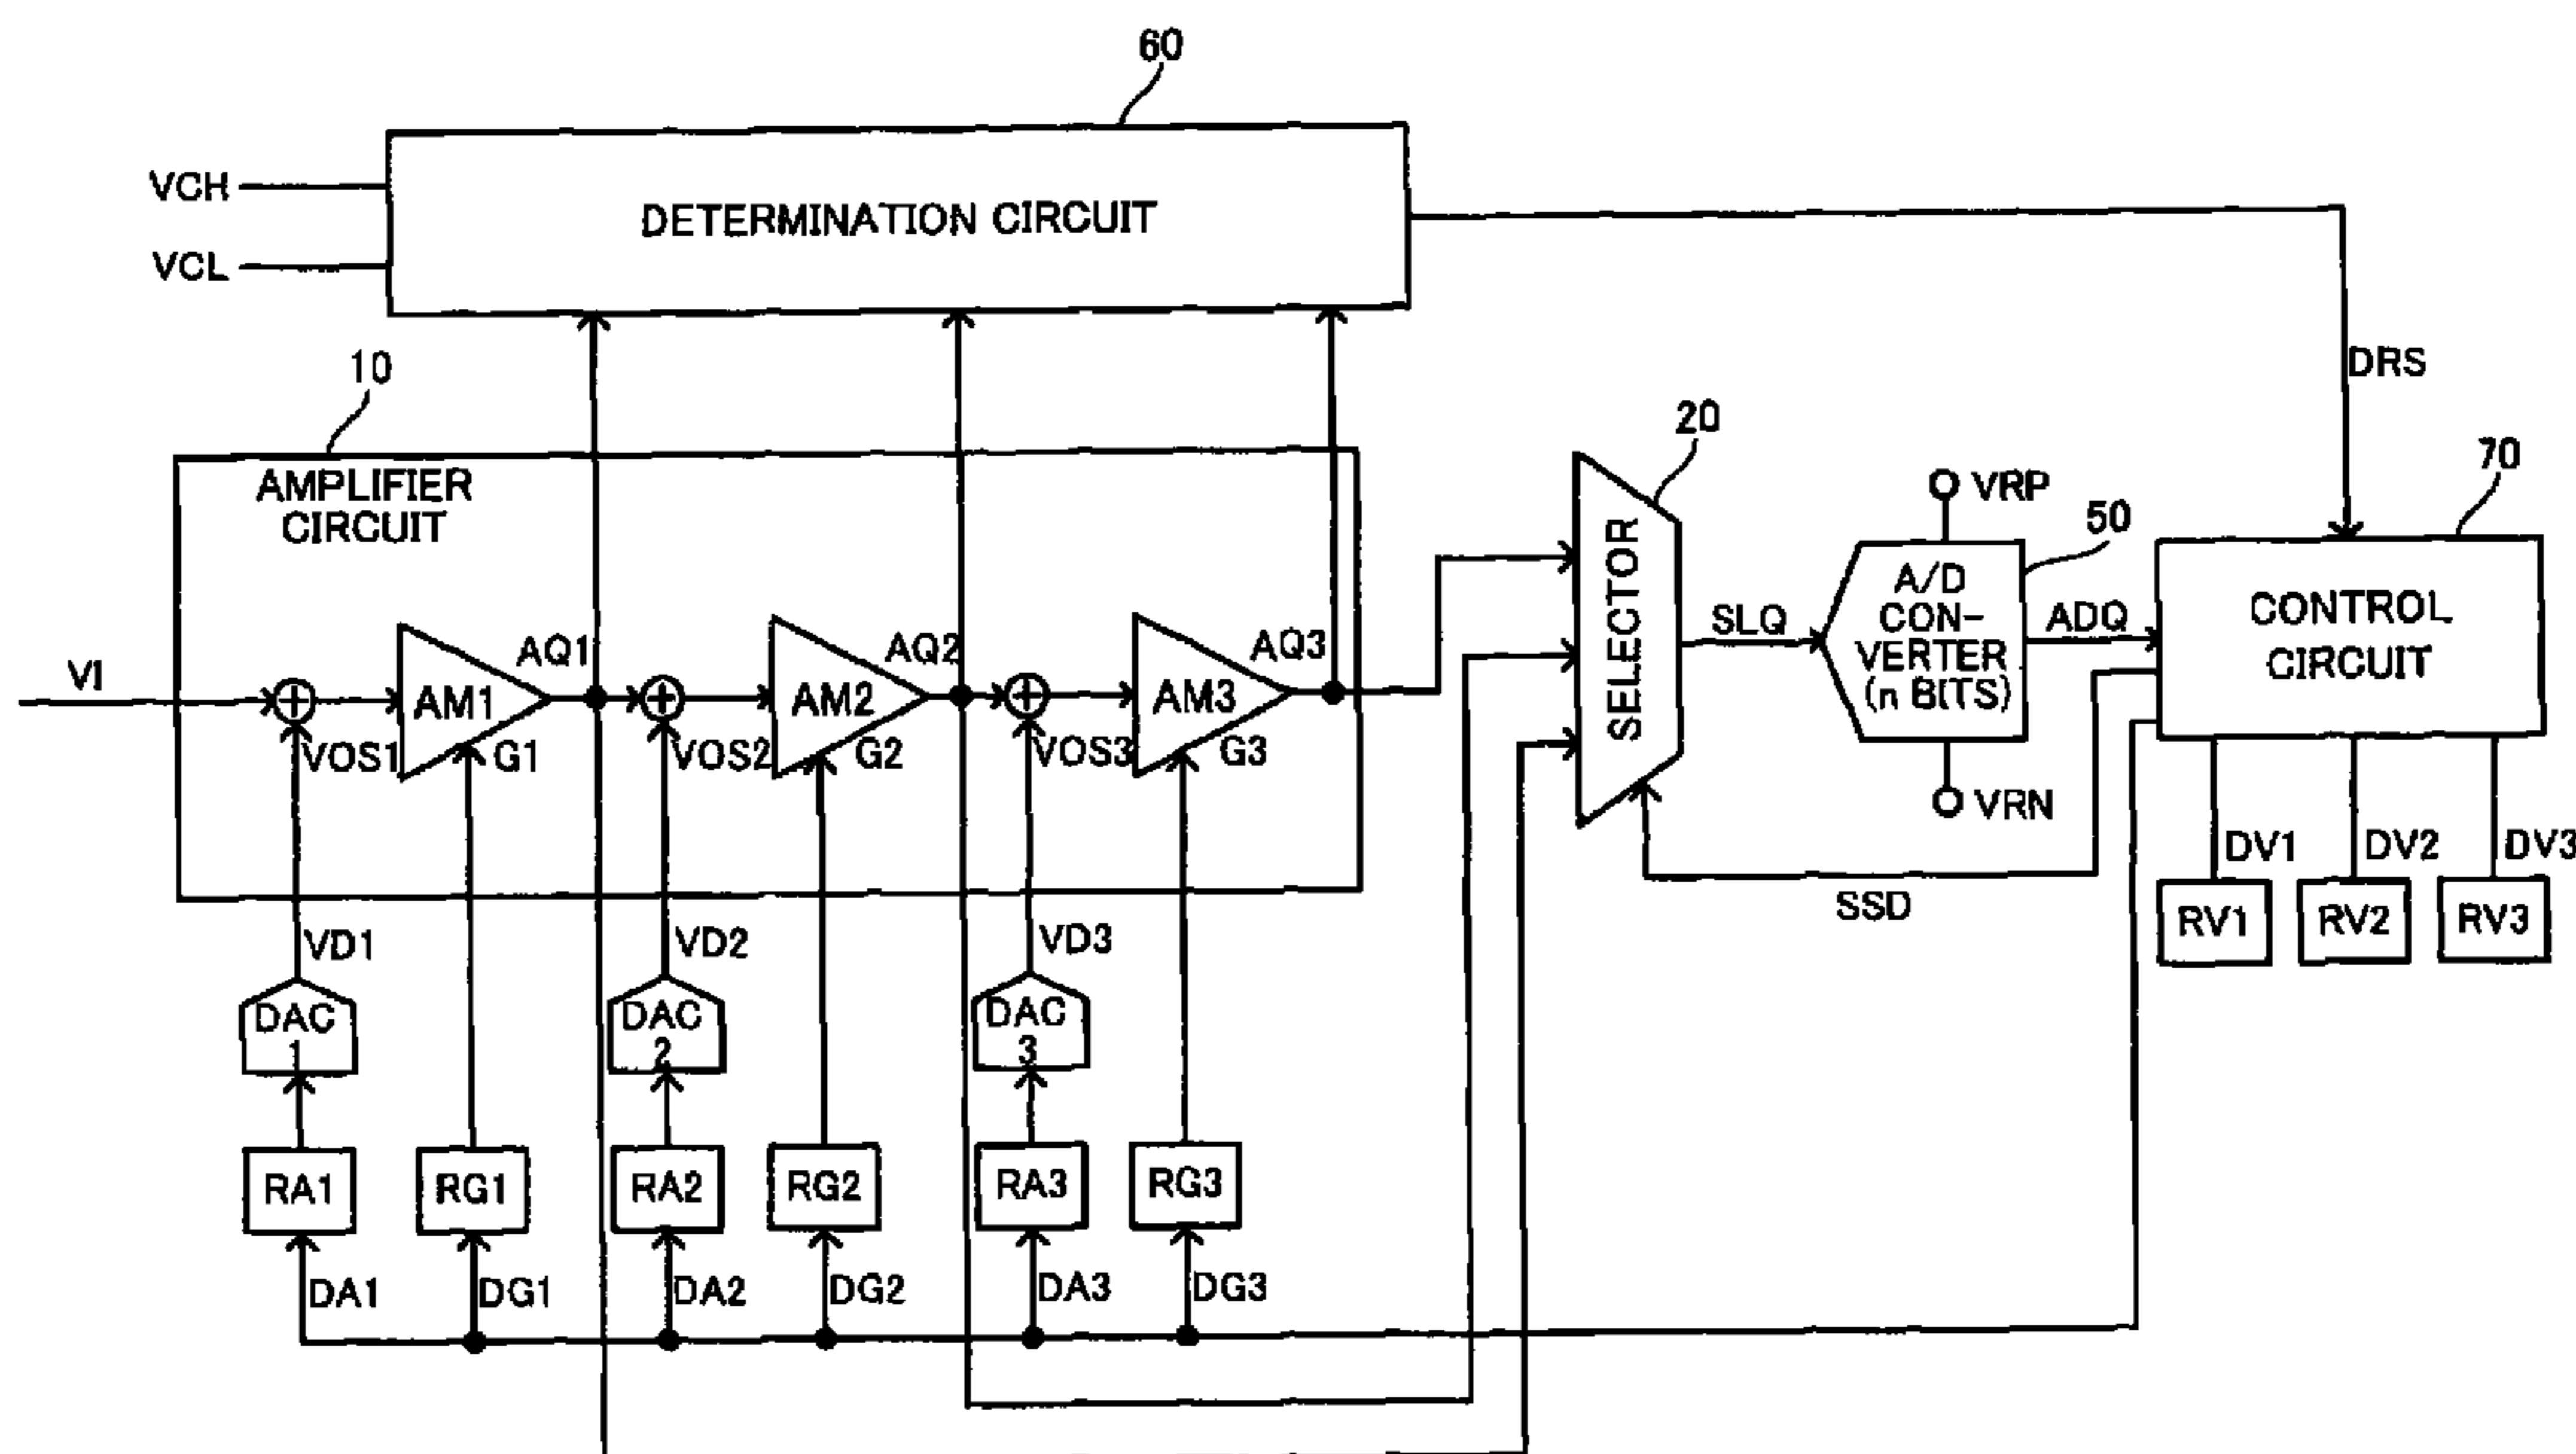 60
VCH
DETERMINATION CIRCUIT
VCL
10
DRS
20
AMPLIFIER
CIRCUIT
VRP
70
50
SELECTOR
A/D
CON-
VERTER
(n BITS)
SLQ
ADQ
CONTROL
CIRCUIT
VI
AQ1
AQ2
AQ3
AM1
AM2
AM3
VOS1
G1
VOS2
G2
VOS3
G3
VRN
DV1
DV2
DV3
SSD
RV1
RV2
RV3
VD1
VD2
VD3
DAC
1
DAC
2
DAC
3
RA1
RG1
RA2
RG2
RA3
RG3
DA1
DG1
DA2
DG2
DA3
DG3